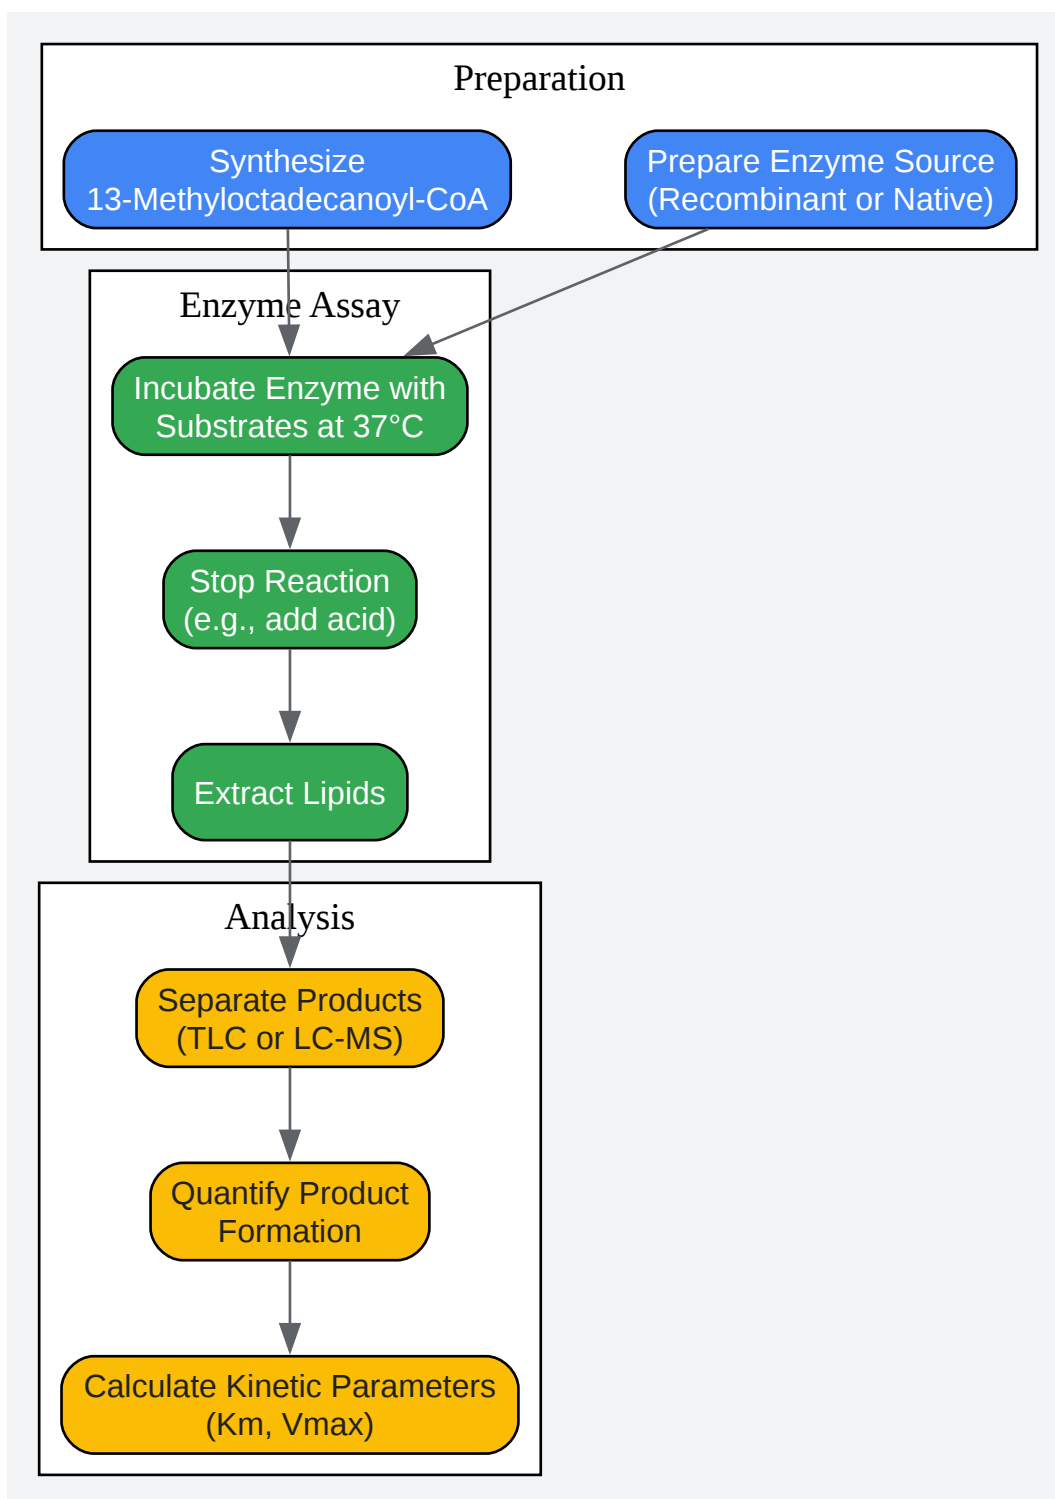 Preparation
Synthesize
13-Methyloctadecanoyl-CoA
Prepare Enzyme Source
(Recombinant or Native)
Enzyme Assay
Incubate Enzyme with
Substrates at 37°C
Stop Reaction
(e.g., add acid)
Extract Lipids
Analysis
Separate Products
(TLC or LC-MS)
Quantify Product
Formation
Calculate Kinetic Parameters
(Km, Vmax)